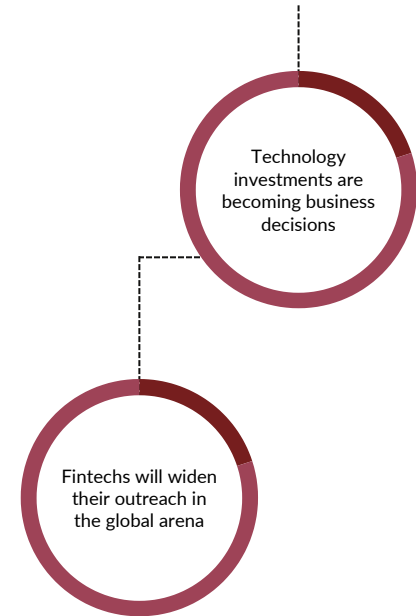 Technology
investments are
becoming business
decisions
Fintechs will widen
their outreach in
the global arena